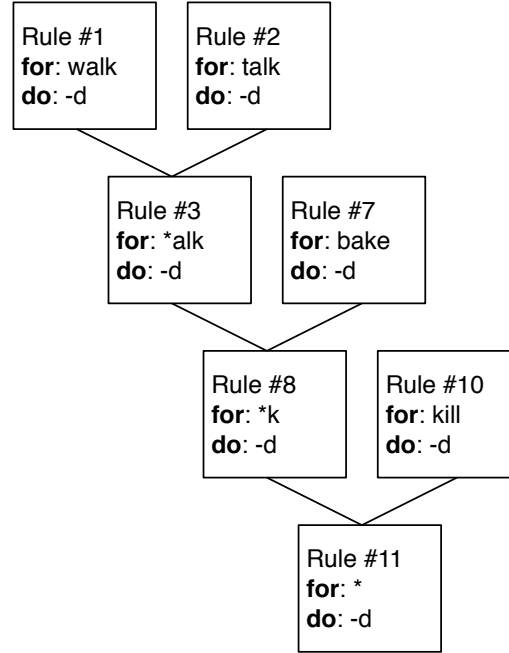 Rule #1
for: walk
do: -d
Rule #2
for: talk
do: -d
Rule #3
for: *alk
do: -d
Rule #7
for: bake
do: -d
Rule #8
for: *k
do: -d
Rule #10
for: kill
do: -d
Rule #11
for: *
do: -d